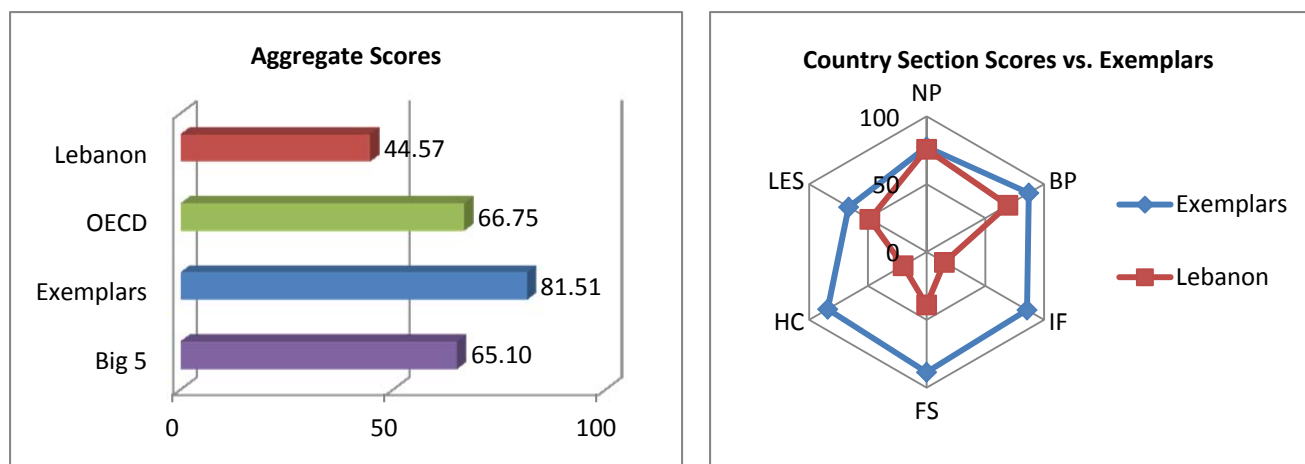 Aggregate Scores
Lebanon 44.57
OECD 66.75
Exemplars 81.51
Big 5 65.10
0 50 100
Country Section Scores vs. Exemplars
NP
100
LES 50 BP
0
HC IF
FS
Exemplars
Lebanon